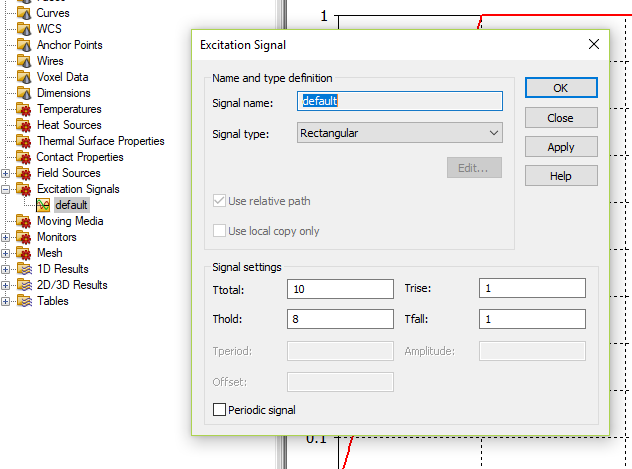 Curves
WCS
Anchor Points
Wires
Voxel Data
Dimensions
Temperatures
Heat Sources
Thermal Surface Properties
Contact Properties
Field Sources
Excitation Signals
default
Moving Media
Monitors
Mesh
1D Results
2D/3D Results
Tables
1
Excitation Signal
Name and type definition
Signal name: default
Signal type: Rectangular
Edit...
Use relative path
Use local copy only
OK
Close
Apply
Help
Signal settings
Ttotal: 10 Trise: 1
Thold: 8 Tfall: 1
Tperiod: Amplitude:
Offset:
Periodic signal
0.1